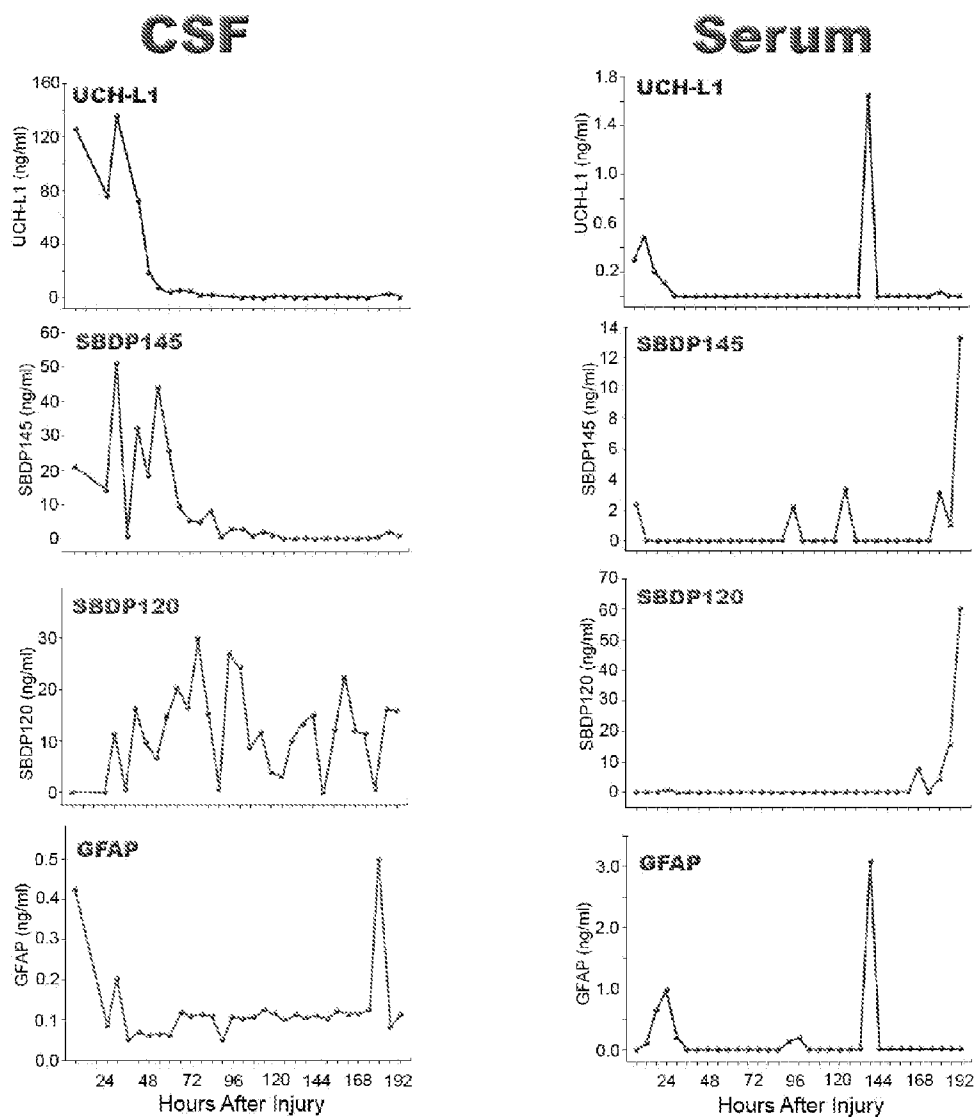 CSF
UCH-L1
UCH-L1 (ng/ml)
160
120
80
40
0
SBDP145
SBDP145 (ng/ml)
60
50
40
30
20
10
0
SBDP120
SBDP120 (ng/ml)
30
20
10
0
GFAP
GFAP (ng/ml)
0.5
0.4
0.3
0.2
0.1
0.0
24 48 72 96 120 144 168 192
Hours After Injury
Serum
UCH-L1
UCH-L1 (ng/ml)
1.8
1.4
1.0
0.6
0.2
SBDP145
SBDP145 (ng/ml)
14
12
10
8
6
4
2
0
SBDP120
SBDP120 (ng/ml)
70
60
50
40
30
20
10
0
GFAP
GFAP (ng/ml)
3.0
1.0
0.0
24 48 72 96 120 144 168 192
Hours After Injury